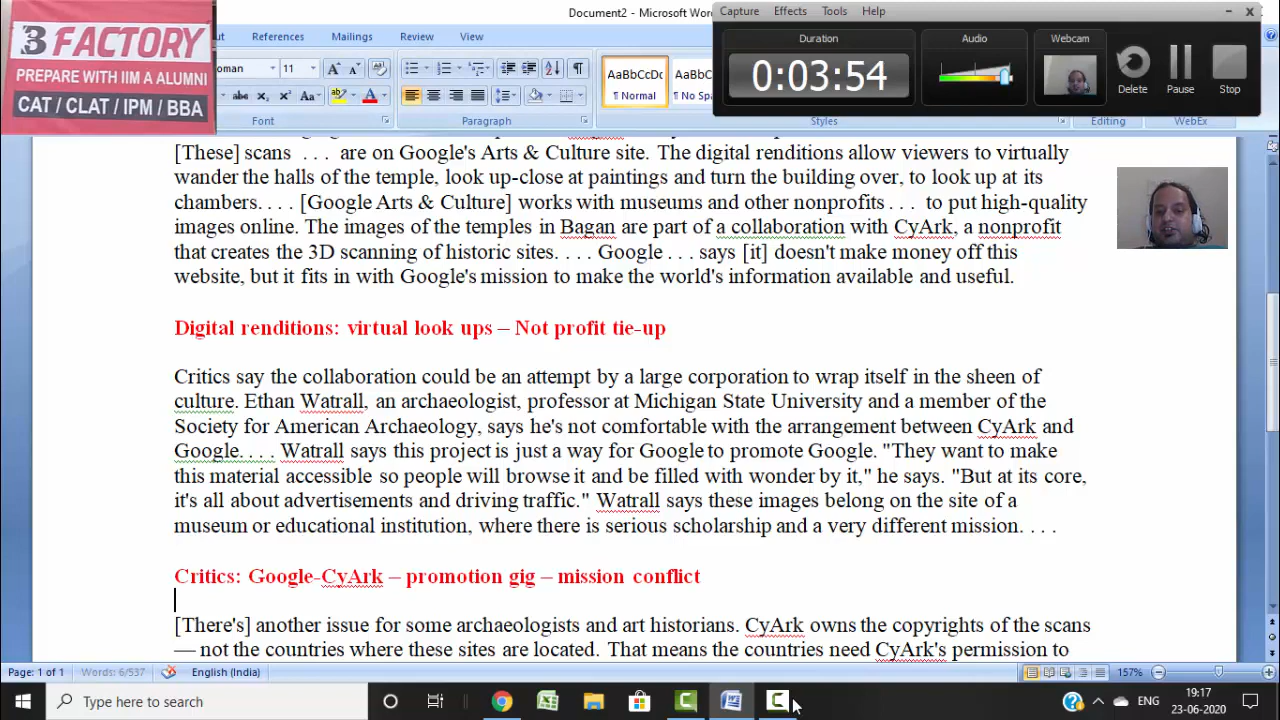 Document2 - Microsoft Wor
Capture Effects Tools Help
3 FACTORY
PREPARE WITH IIM A ALUMNI
CAT / CLAT / IPM / BBA
References Mailings Review View
Duration
0:03:54
Audio
Webcam
Delete Pause Stop
oman 11
Aa
AaBbCcDc
¶ Normal
¶ No Spa
Font Paragraph Styles Editing WebEx
[These] scans . . . are on Google's Arts & Culture site. The digital renditions allow viewers to virtually
wander the halls of the temple, look up-close at paintings and turn the building over, to look up at its
chambers. . . . [Google Arts & Culture] works with museums and other nonprofits . . . to put high-quality
images online. The images of the temples in Bagan are part of a collaboration with CyArk, a nonprofit
that creates the 3D scanning of historic sites. . . . Google . . . says [it] doesn't make money off this
website, but it fits in with Google's mission to make the world's information available and useful.
Digital renditions: virtual look ups – Not profit tie-up
Critics say the collaboration could be an attempt by a large corporation to wrap itself in the sheen of
culture. Ethan Watrall, an archaeologist, professor at Michigan State University and a member of the
Society for American Archaeology, says he's not comfortable with the arrangement between CyArk and
Google. . . . Watrall says this project is just a way for Google to promote Google. "They want to make
this material accessible so people will browse it and be filled with wonder by it," he says. "But at its core,
it's all about advertisements and driving traffic." Watrall says these images belong on the site of a
museum or educational institution, where there is serious scholarship and a very different mission. . . .
Critics: Google-CyArk – promotion gig – mission conflict
[There's] another issue for some archaeologists and art historians. CyArk owns the copyrights of the scans
— not the countries where these sites are located. That means the countries need CyArk's permission to
Page: 1 of 1 Words: 6/537 English (India) 157%
Type here to search
ENG
19:17
23-06-2020